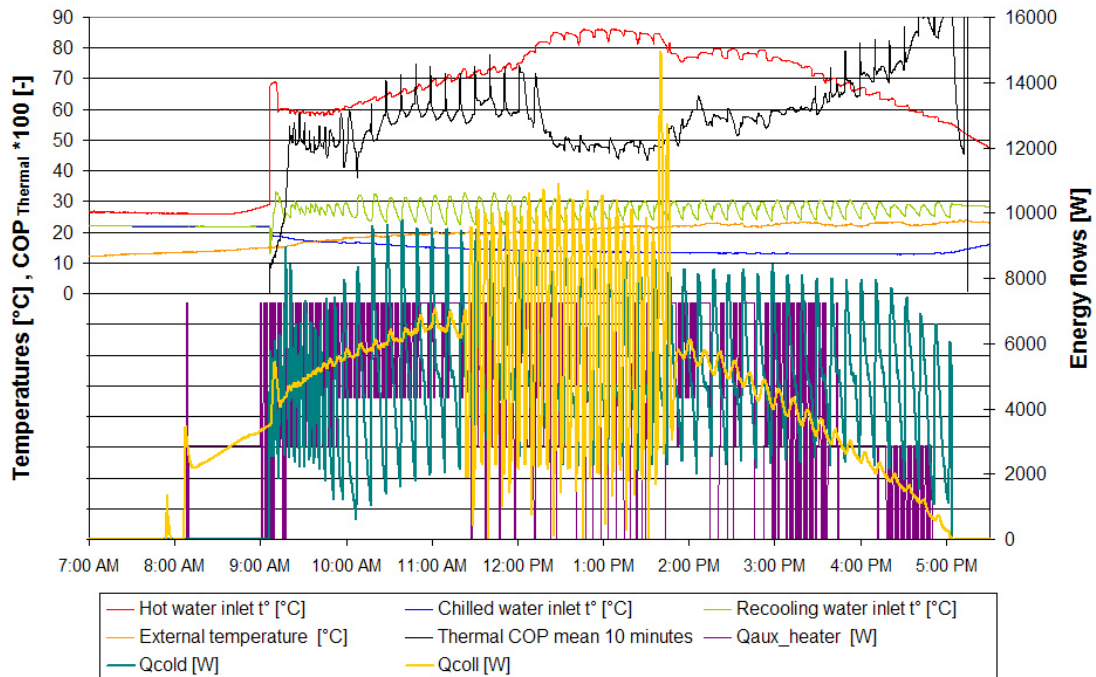 90 16000
80 14000
70 12000
60 10000
50 8000
40 6000
30 4000
20 2000
10 0
0
Temperatures [°C] , COP Thermal *100 [-]
Energy flows [W]
7:00 AM 8:00 AM 9:00 AM 10:00 AM 11:00 AM 12:00 PM 1:00 PM 2:00 PM 3:00 PM 4:00 PM 5:00 PM
Hot water inlet t° [°C] Chilled water inlet t° [°C] Recooling water inlet t° [°C]
External temperature [°C] Thermal COP mean 10 minutes Qaux_heater [W]
Qcold [W] Qcoll [W]